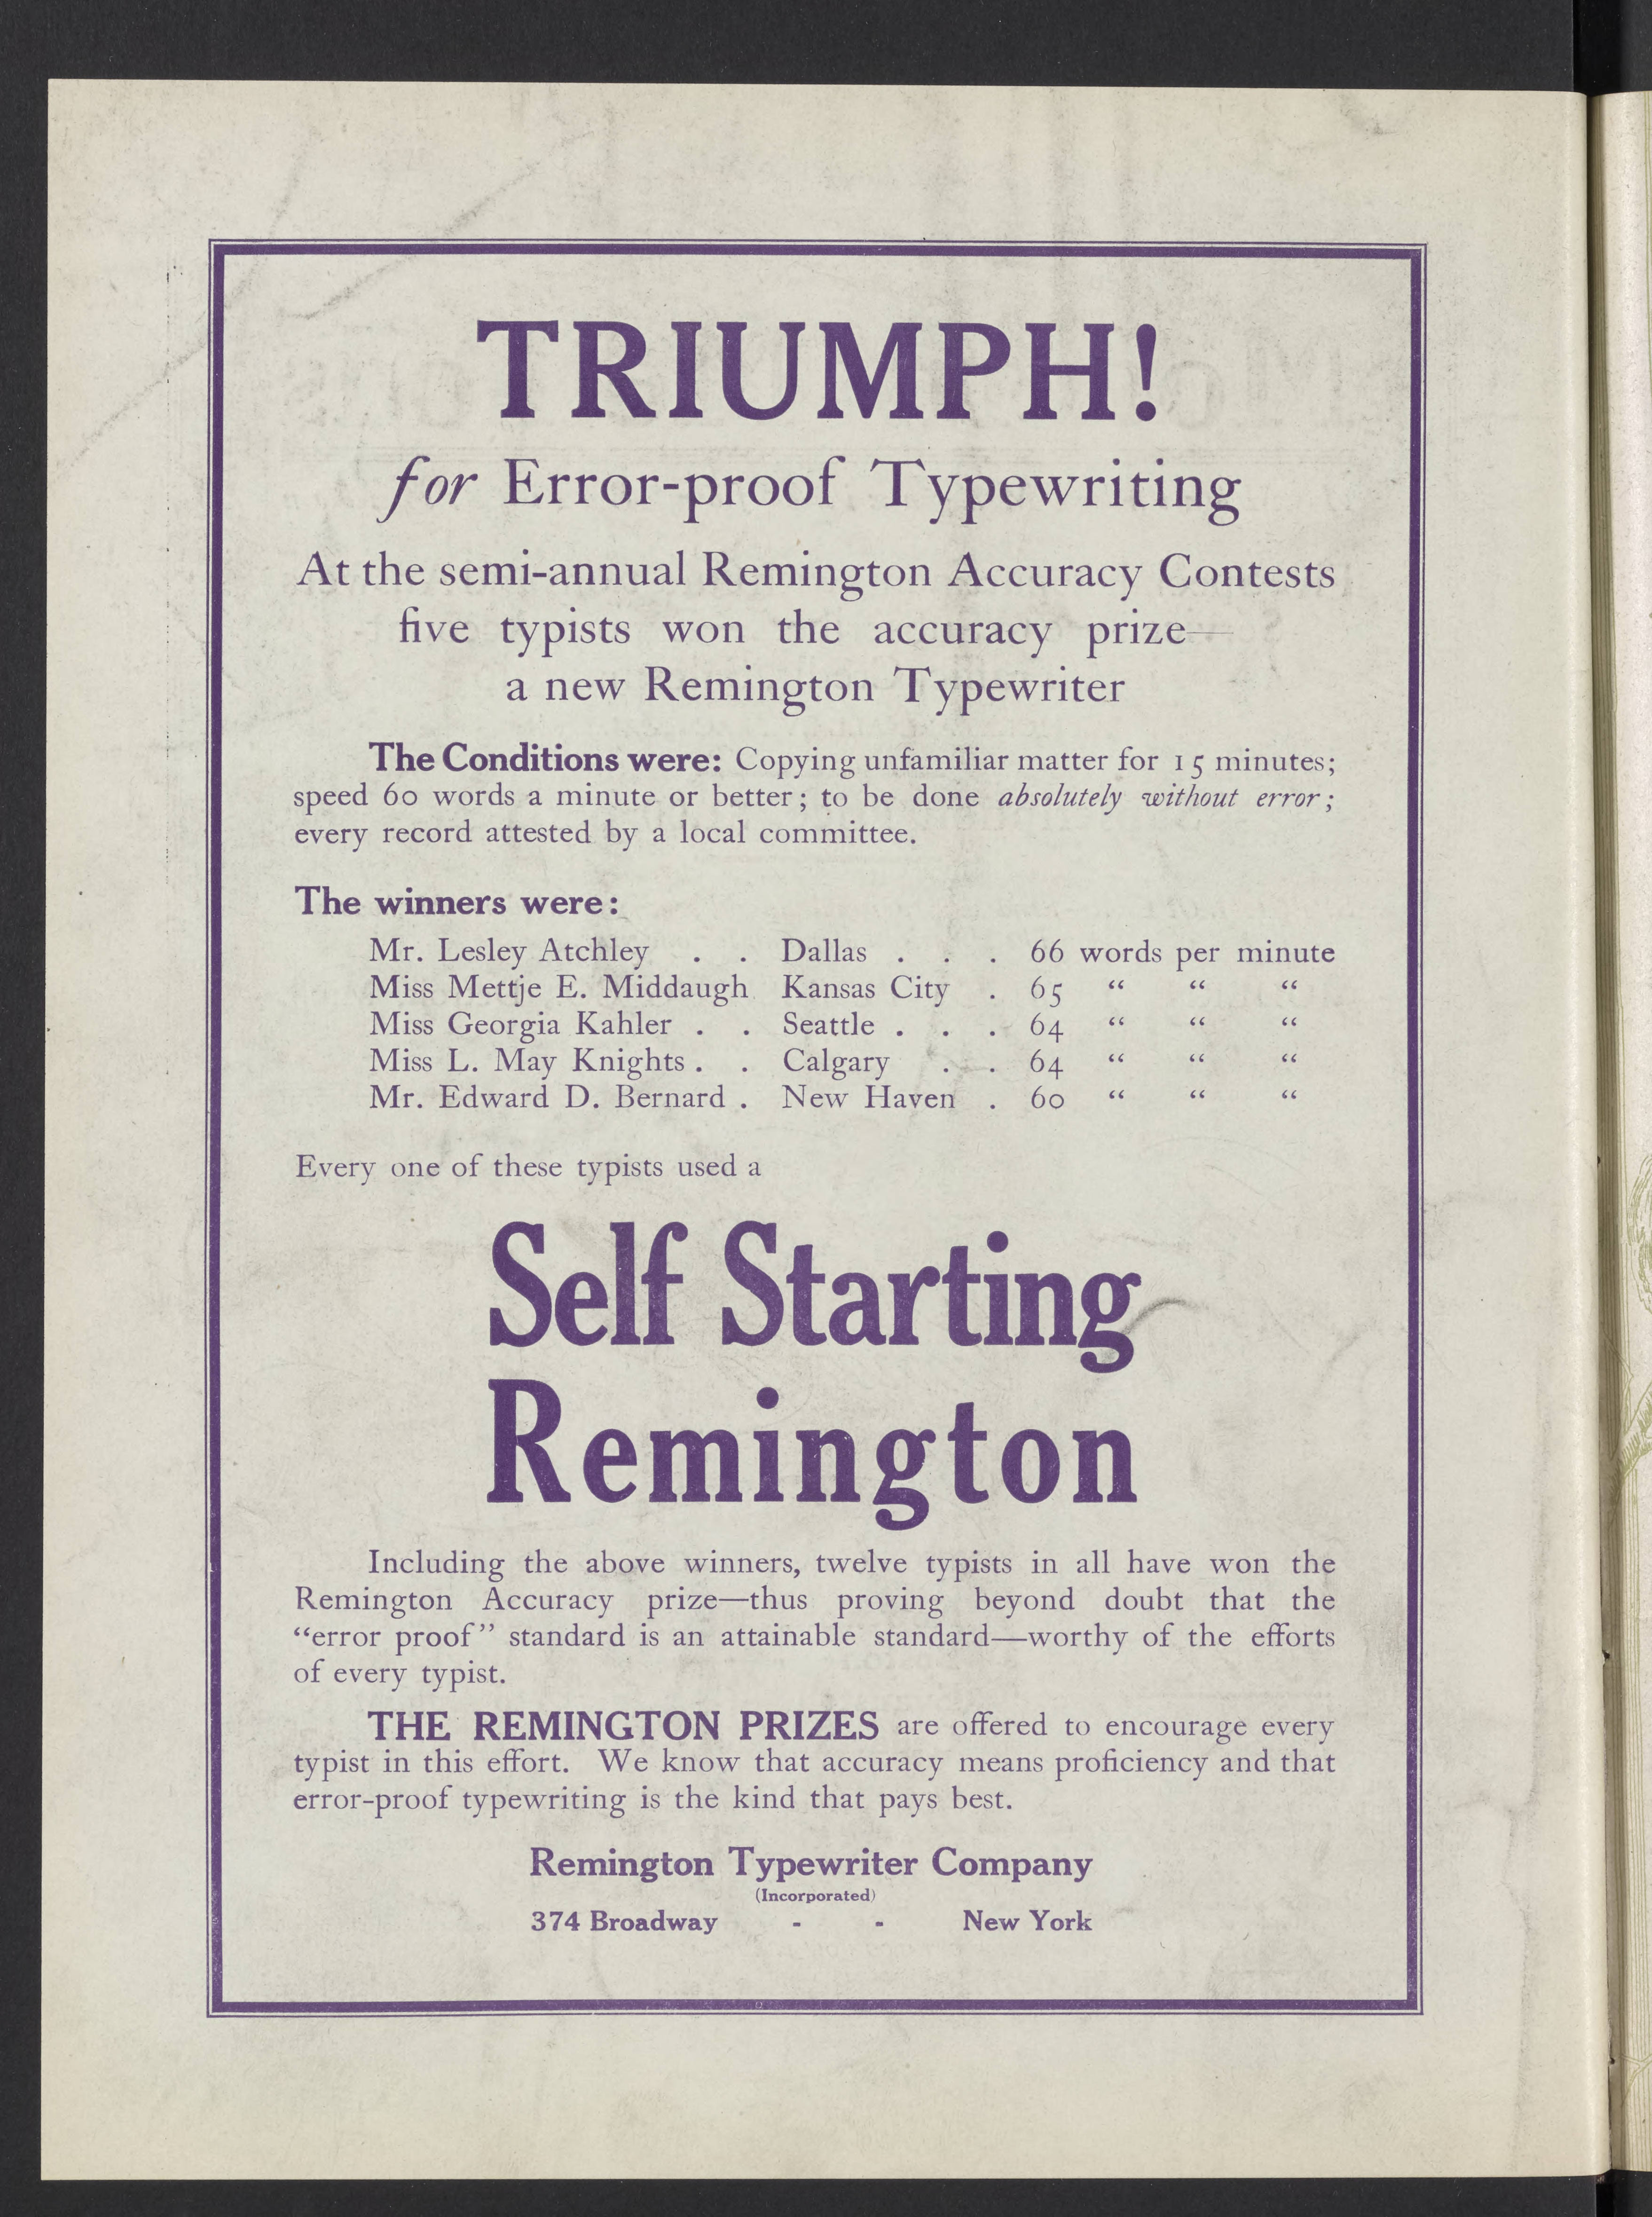 TRIUMPH!
for Error-proof Typewriting
At the semi-annual Remington Accuracy Contests
five typists won the accuracy prize—
a new Remington Typewriter
The Conditions were: Copying unfamiliar matter for 15 minutes;
speed 60 words a minute or better; to be done absolutely without error;
every record attested by a local committee.
The winners were:
Mr. Lesley Atchley . . Dallas . . . 66 words per minute
Miss Mettje E. Middaugh Kansas City . 65 “ “ “
Miss Georgia Kahler . . Seattle . . . 64 “ “ “
Miss L. May Knights . . Calgary . . 64 “ “ “
Mr. Edward D. Bernard . New Haven . 60 “ “ “
Every one of these typists used a
Self Starting
Remington
Including the above winners, twelve typists in all have won the
Remington Accuracy prize—thus proving beyond doubt that the
“error proof” standard is an attainable standard—worthy of the efforts
of every typist.
THE REMINGTON PRIZES are offered to encourage every
typist in this effort. We know that accuracy means proficiency and that
error-proof typewriting is the kind that pays best.
Remington Typewriter Company
(Incorporated)
374 Broadway - - New York